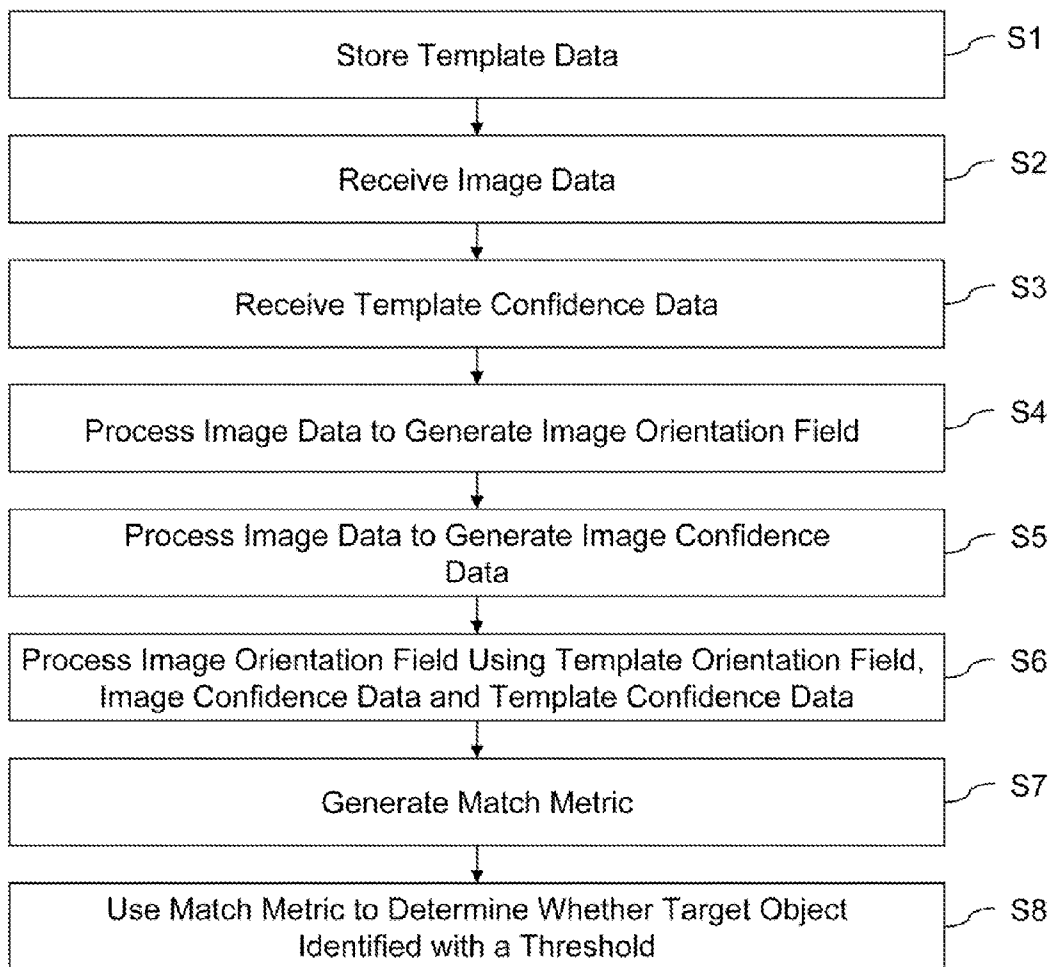 Store Template Data
S1
Receive Image Data
S2
Receive Template Confidence Data
S3
Process Image Data to Generate Image Orientation Field
S4
Process Image Data to Generate Image Confidence
Data
S5
Process Image Orientation Field Using Template Orientation Field,
Image Confidence Data and Template Confidence Data
S6
Generate Match Metric
S7
Use Match Metric to Determine Whether Target Object
Identified with a Threshold
S8